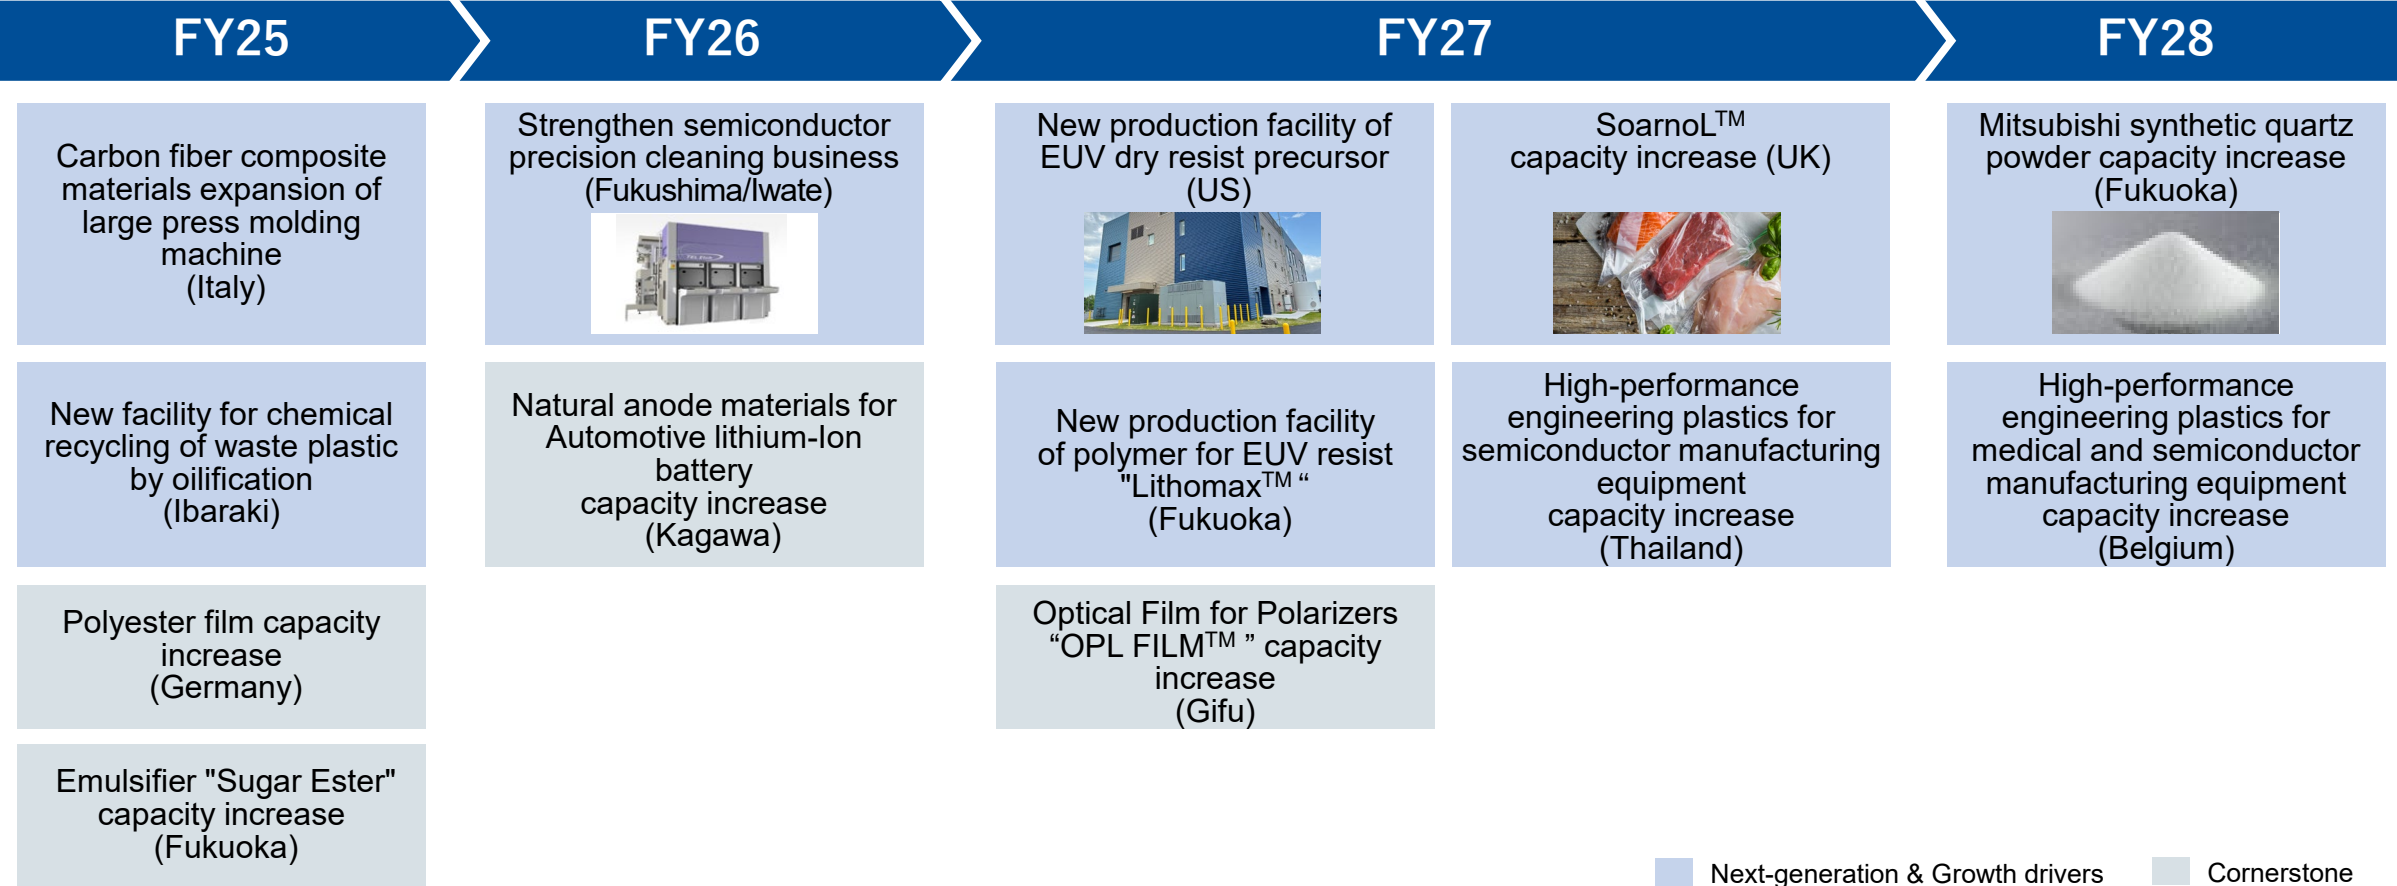 FY25
FY26
FY27
FY28
Carbon fiber composite
materials expansion of
large press molding
machine
(Italy)
New facility for chemical
recycling of waste plastic
by oilification
(Ibaraki)
Polyester film capacity
increase
(Germany)
Emulsifier "Sugar Ester"
capacity increase
(Fukuoka)
Strengthen semiconductor
precision cleaning business
(Fukushima/Iwate)
Natural anode materials for
Automotive lithium-Ion
battery
capacity increase
(Kagawa)
New production facility of
EUV dry resist precursor
(US)
New production facility
of polymer for EUV resist
"Lithomax™ “
(Fukuoka)
Optical Film for Polarizers
“OPL FILM™ ” capacity
increase
(Gifu)
SoarnoL™
capacity increase (UK)
High-performance
engineering plastics for
semiconductor manufacturing
equipment
capacity increase
(Thailand)
Mitsubishi synthetic quartz
powder capacity increase
(Fukuoka)
High-performance
engineering plastics for
medical and semiconductor
manufacturing equipment
capacity increase
(Belgium)
Next-generation & Growth drivers
Cornerstone